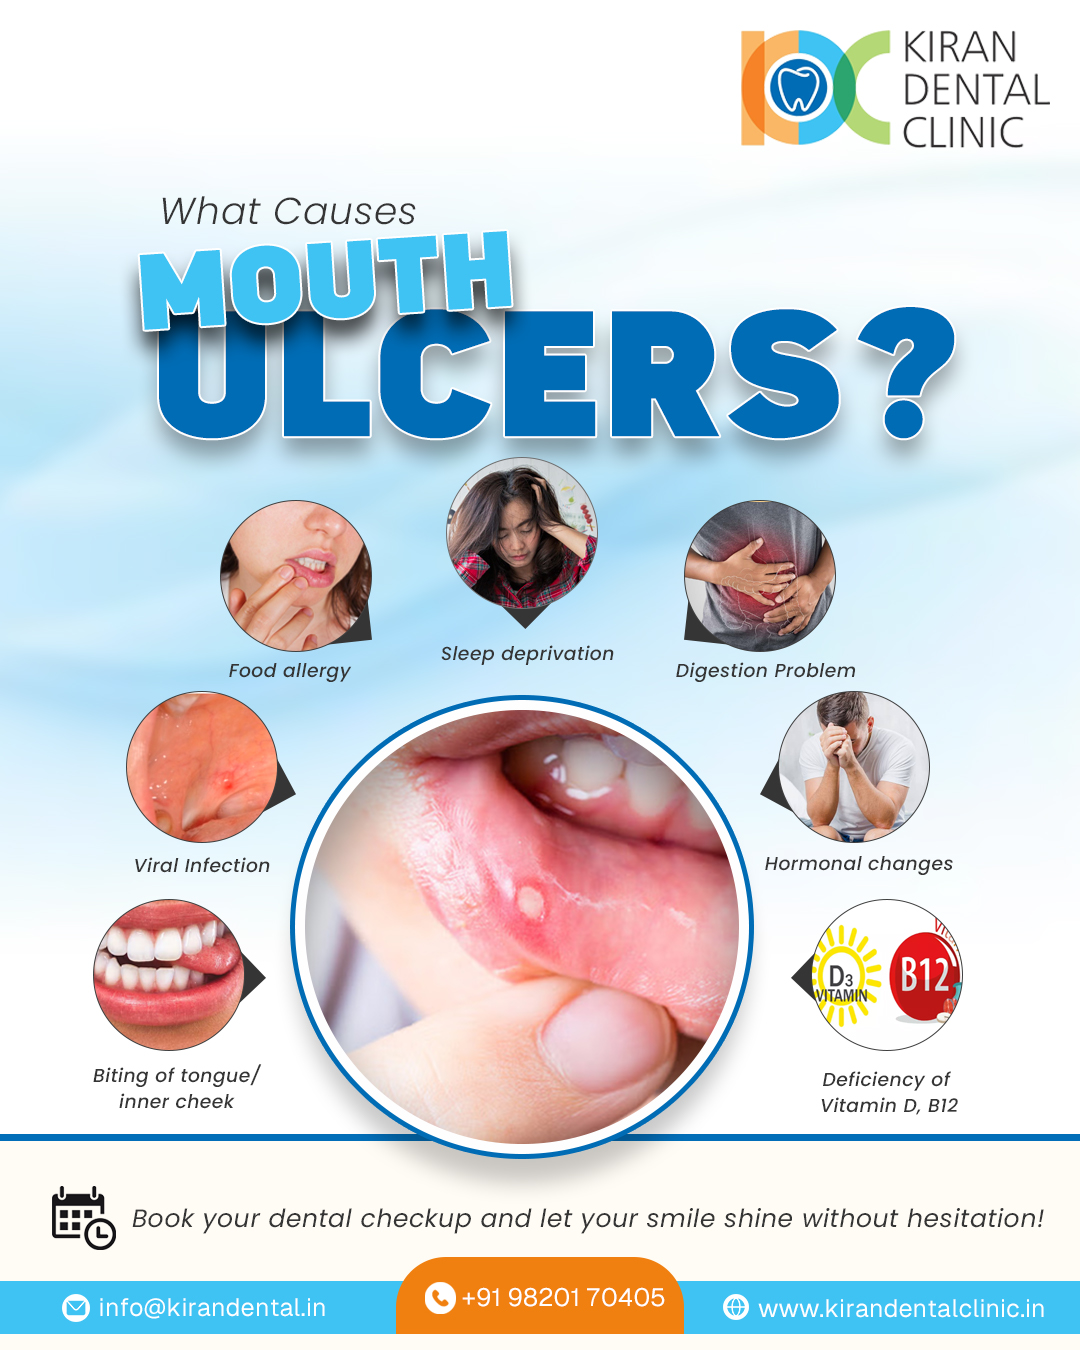 KIRAN
DENTAL
CLINIC
What Causes
MOUTH
ULCERS?
Food allergy
Sleep deprivation
Digestion Problem
Viral Infection
Hormonal changes
D3
VITAMIN
B12
Biting of tongue/
inner cheek
Deficiency of
Vitamin D, B12
Book your dental checkup and let your smile shine without hesitation!
info@kirandental.in
+91 98201 70405
www.kirandentalclinic.in